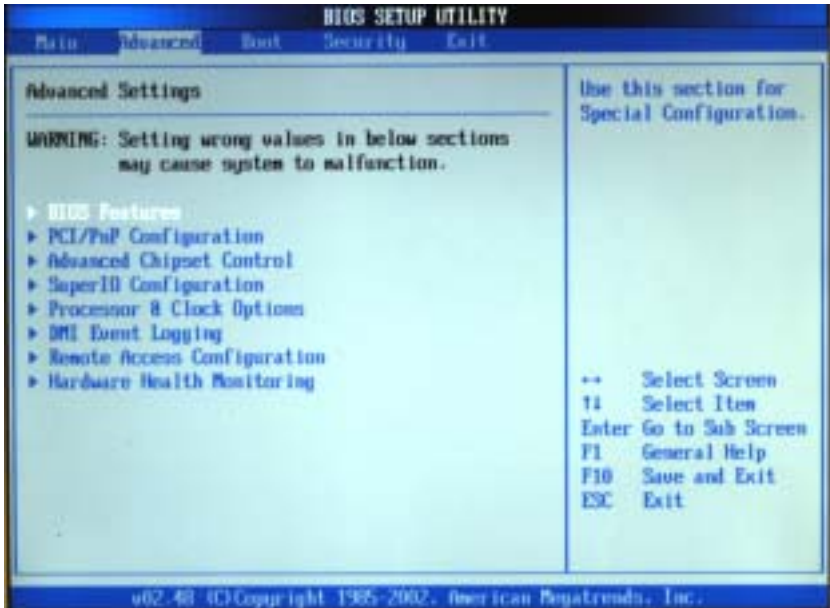 BIOS SETUP UTILITY
Main Advanced Boot Security Exit
Advanced Settings
WARNING: Setting wrong values in below sections
may cause system to malfunction.
▶ BIOS Features
▶ PCI/PnP Configuration
▶ Advanced Chipset Control
▶ SuperIO Configuration
▶ Processor & Clock Options
▶ DMI Event Logging
▶ Remote Access Configuration
▶ Hardware Health Monitoring
Use this section for
Special Configuration.
↔ Select Screen
↑↓ Select Item
Enter Go to Sub Screen
F1 General Help
F10 Save and Exit
ESC Exit
v02.48 (C)Copyright 1985-2002, American Megatrends, Inc.